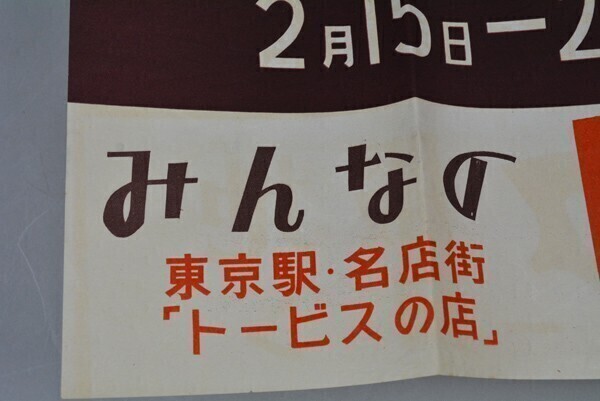 2月15日ー2
みんなの
東京駅・名店街
「トービスの店」